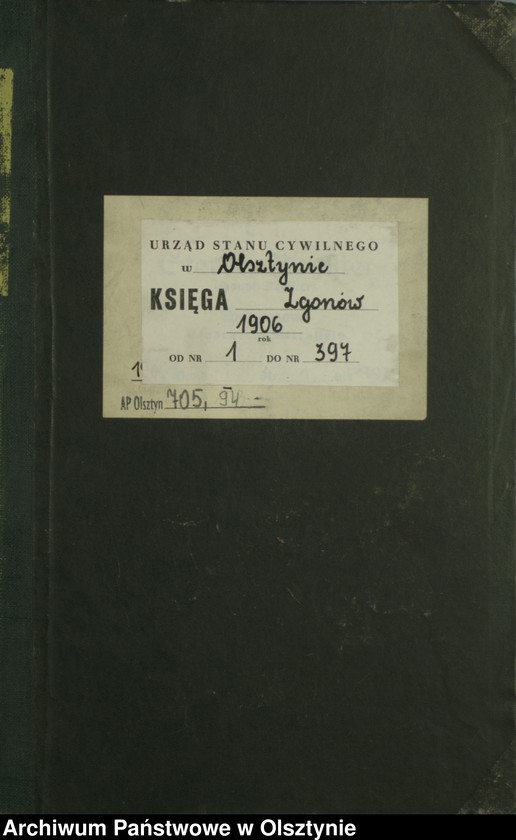 URZĄD STANU CYWILNEGO
w Olsztynie
KSIĘGA Zgonów
1906
rok
OD NR 1 DO NR 397
AP Olsztyn 705, 94 -
Archiwum Państwowe w Olsztynie